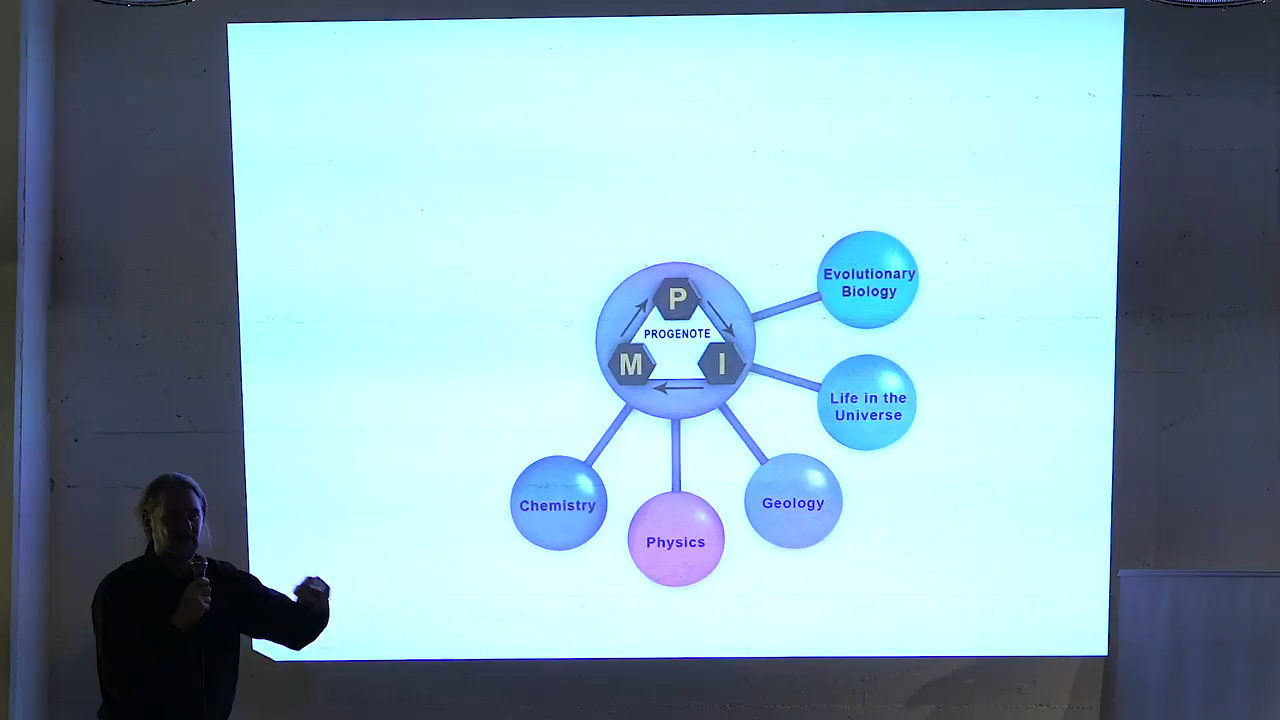 P
PROGENOTE
M
I
Evolutionary
Biology
Life in the
Universe
Chemistry
Physics
Geology